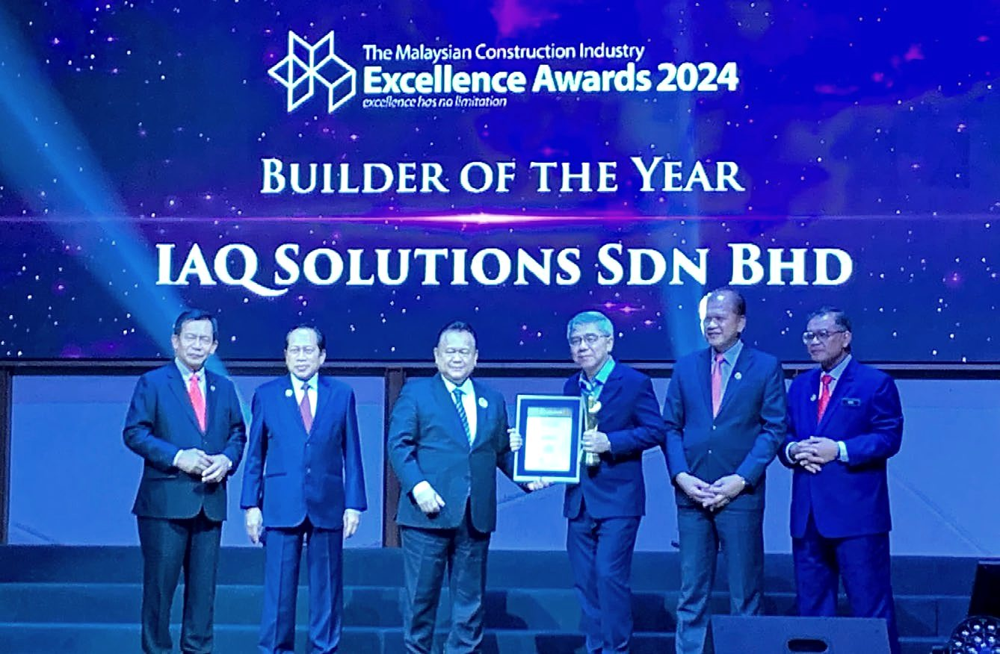 The Malaysian Construction Industry
Excellence Awards 2024
excellence has no limitation
BUILDER OF THE YEAR
IAQ SOLUTIONS SDN BHD